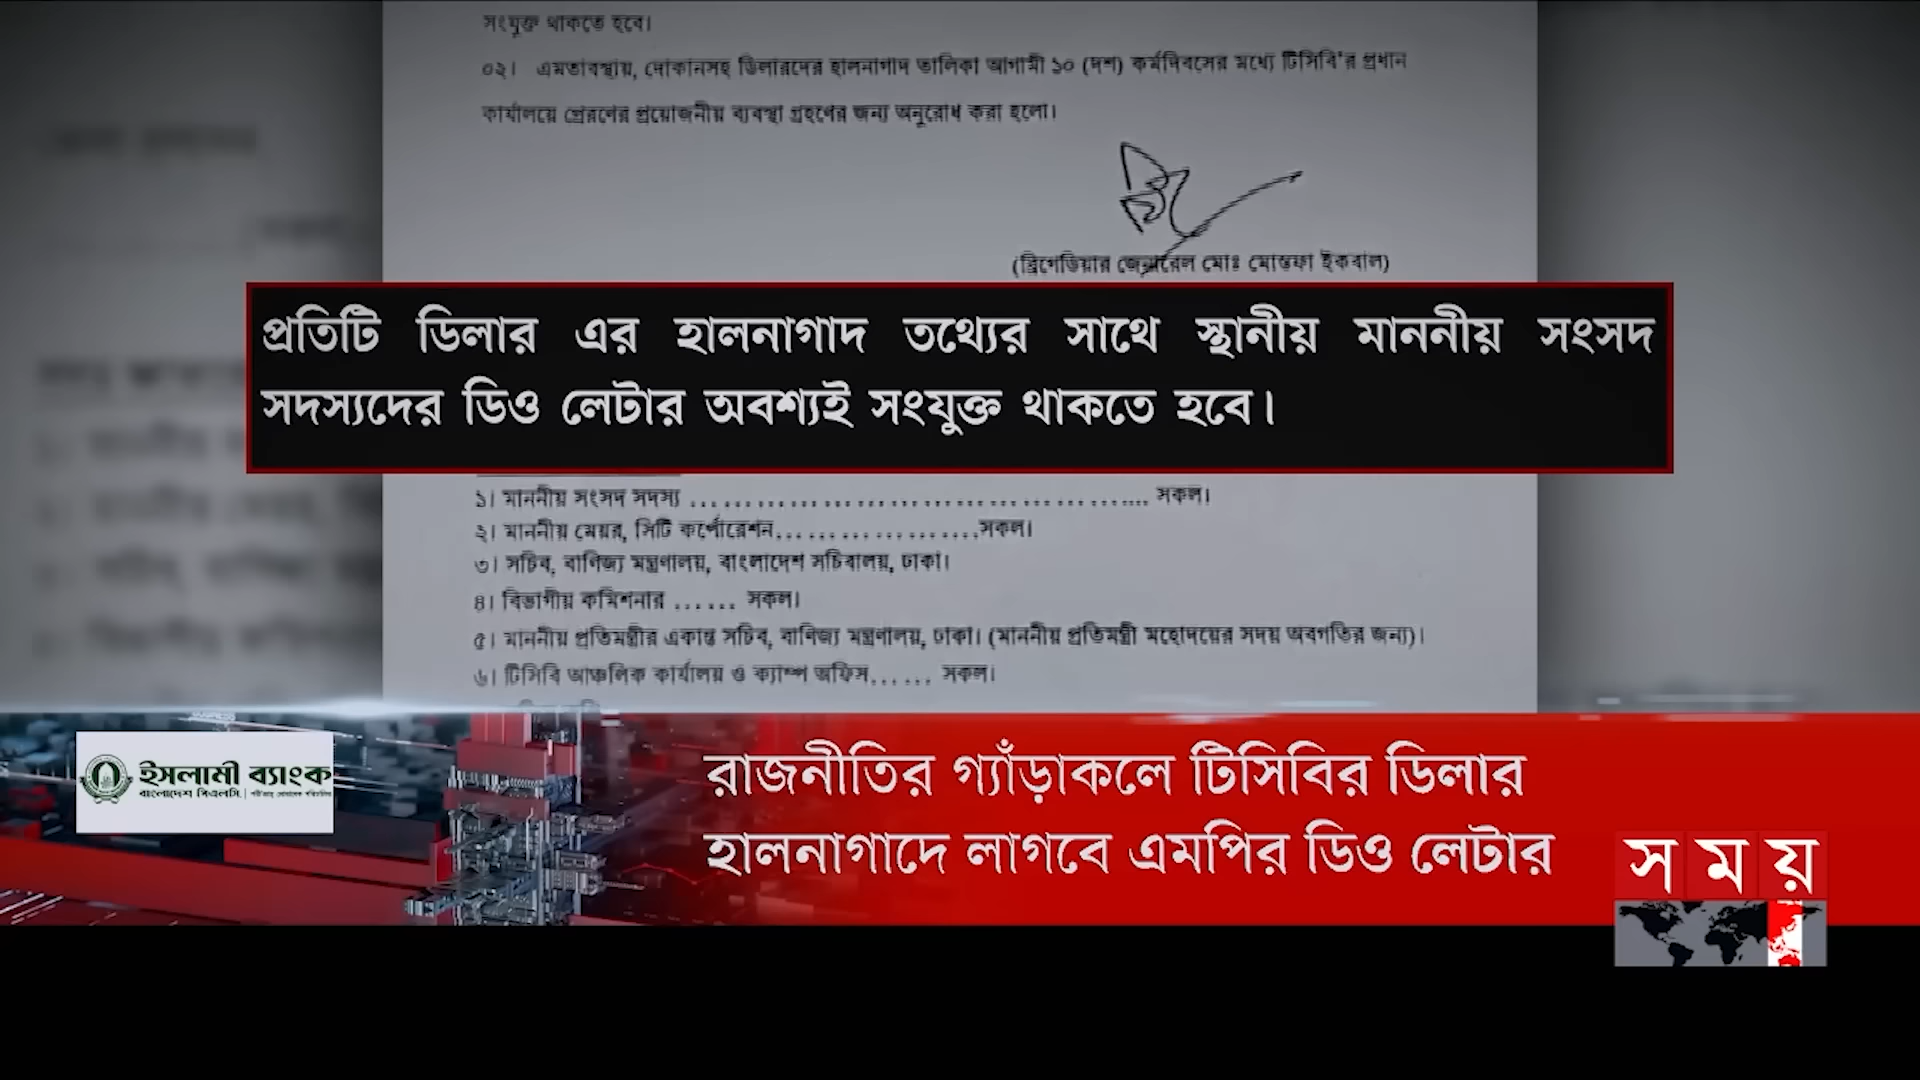 সংযুক্ত থাকতে হবে।
০২। এমতাবস্থায়, দোকানসহ ডিলারদের হালনাগাদ তালিকা আগামী ১০ (দশ) কর্মদিবসের মধ্যে টিসিবি'র প্রধান
কার্যালয়ে প্রেরণের প্রয়োজনীয় ব্যবস্থা গ্রহণের জন্য অনুরোধ করা হলো।
(ব্রিগেডিয়ার জেনারেল মোঃ মোস্তফা ইকবাল)
প্রতিটি ডিলার এর হালনাগাদ তথ্যের সাথে স্থানীয় মাননীয় সংসদ
সদস্যদের ডিও লেটার অবশ্যই সংযুক্ত থাকতে হবে।
১। মাননীয় সংসদ সদস্য ……………………………………….... সকল।
২। মাননীয় মেয়র, সিটি কর্পোরেশন………………….সকল।
৩। সচিব, বাণিজ্য মন্ত্রণালয়, বাংলাদেশ সচিবালয়, ঢাকা।
৪। বিভাগীয় কমিশনার …… সকল।
৫। মাননীয় প্রতিমন্ত্রীর একান্ত সচিব, বাণিজ্য মন্ত্রণালয়, ঢাকা। (মাননীয় প্রতিমন্ত্রী মহোদয়ের সদয় অবগতির জন্য)।
৬। টিসিবি আঞ্চলিক কার্যালয় ও ক্যাম্প অফিস…… সকল।
ইসলামী ব্যাংক
বাংলাদেশ পিএলসি.
রাজনীতির গ্যাঁড়াকলে টিসিবির ডিলার
হালনাগাদে লাগবে এমপির ডিও লেটার
সময়